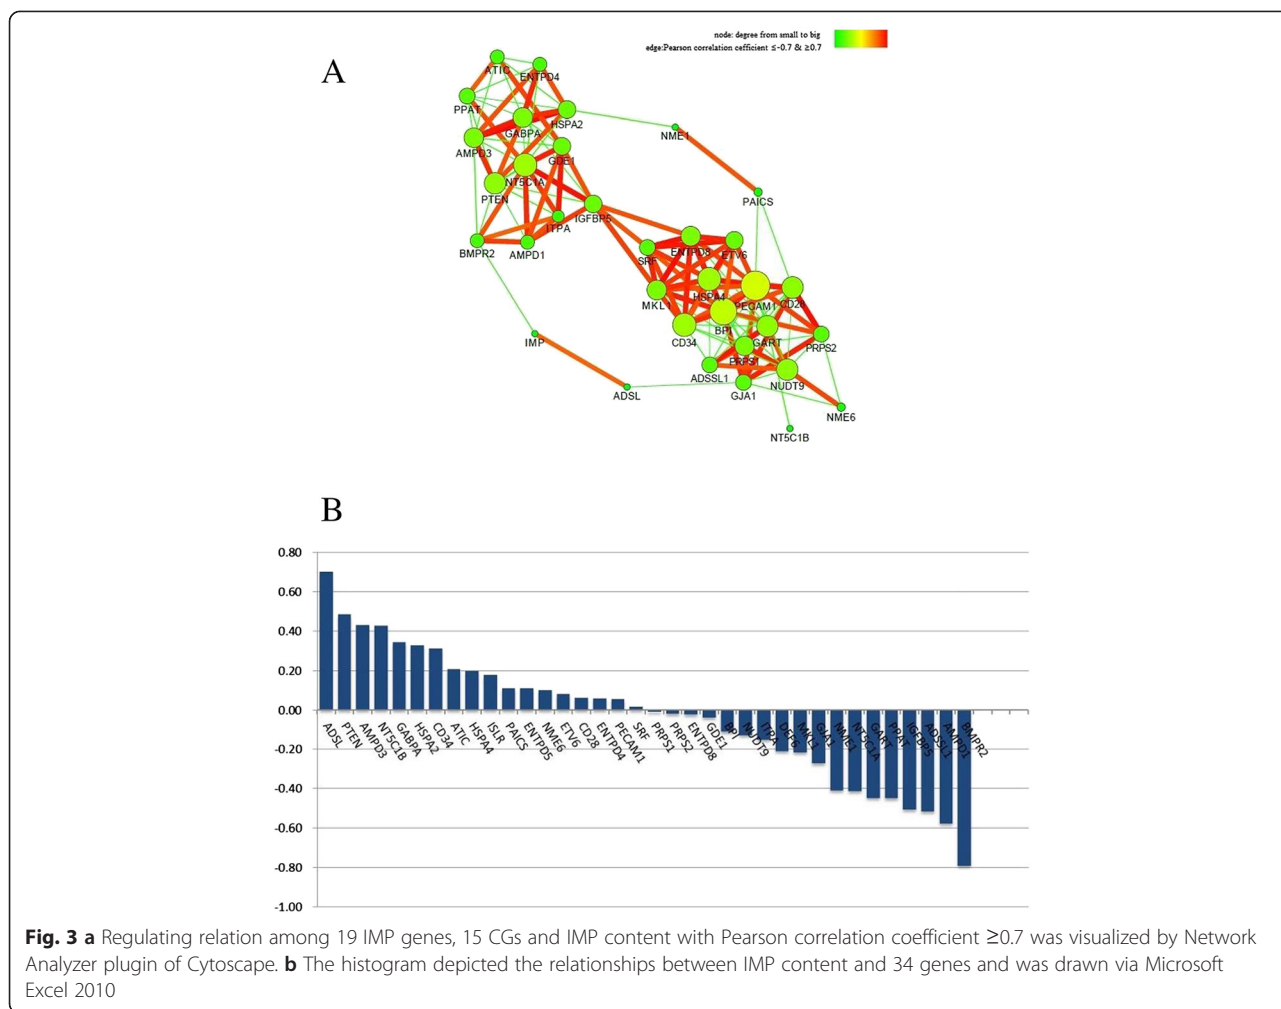 node: degree from small to big
edge:Pearson correlation coefficient ≤-0.7 & ≥0.7
A
ATIC
ENTPD4
PPAT
HSPA2
GABPA
NME1
AMPD3
GDE1
NT5C1A
PTEN
PAICS
IGFBP5
ITPA
BMPR2
AMPD1
ENTPD8
ETV6
SRF
HSPA4
MKL1
PECAM1
CD28
BPI
CD34
GART
PRPS2
IMP
PRPS1
ADSSL1
NUDT9
ADSL
GJA1
NME6
NT5C1B
B
0.80
0.60
0.40
0.20
0.00
-0.20
-0.40
-0.60
-0.80
-1.00
ADSL
PTEN
AMPD3
NT5C1B
GABPA
HSPA2
CD34
ATIC
HSPA4
ISLR
PAICS
ENTPD5
NME6
ETV6
CD28
ENTPD4
PECAM1
SRF
PRPS1
PRPS2
ENTPD8
GDE1
BPI
NUDT9
ITPA
DEF6
MKL1
GJA1
NME1
NT5C1A
GART
PPAT
IGFBP5
ADSSL1
AMPD1
BMPR2
Fig. 3 a Regulating relation among 19 IMP genes, 15 CGs and IMP content with Pearson correlation coefficient ≥0.7 was visualized by Network
Analyzer plugin of Cytoscape. b The histogram depicted the relationships between IMP content and 34 genes and was drawn via Microsoft
Excel 2010